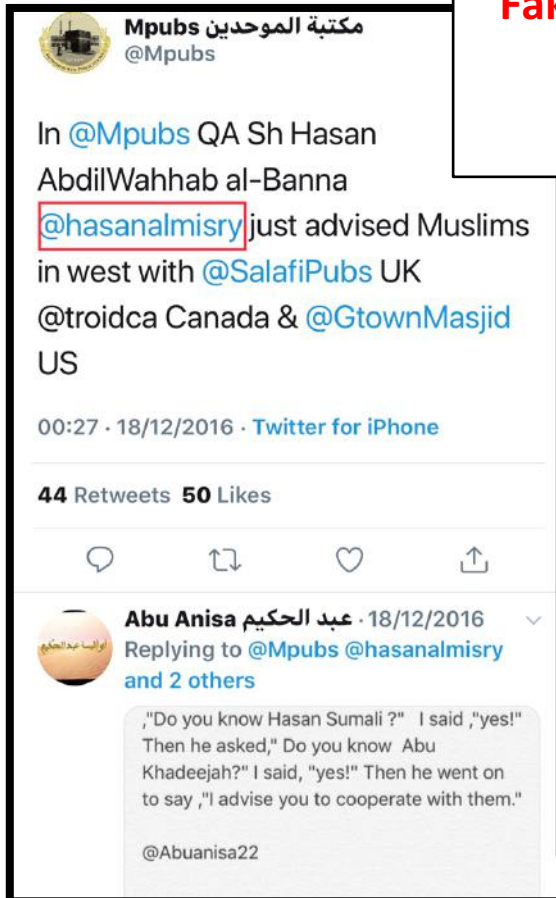 Mpubs مكتبة الموحدين
@Mpubs
In @Mpubs QA Sh Hasan
AbdilWahhab al-Banna
@hasanalmisry just advised Muslims
in west with @SalafiPubs UK
@troidca Canada & @GtownMasjid
US
00:27 · 18/12/2016 · Twitter for iPhone
44 Retweets 50 Likes
Abu Anisa عبد الحكيم · 18/12/2016
Replying to @Mpubs @hasanalmisry
and 2 others
,"Do you know Hasan Sumali ?" I said ,"yes!"
Then he asked," Do you know Abu
Khadeejah?" I said, "yes!" Then he went on
to say ,"I advise you to cooperate with them."
@Abuanisa22